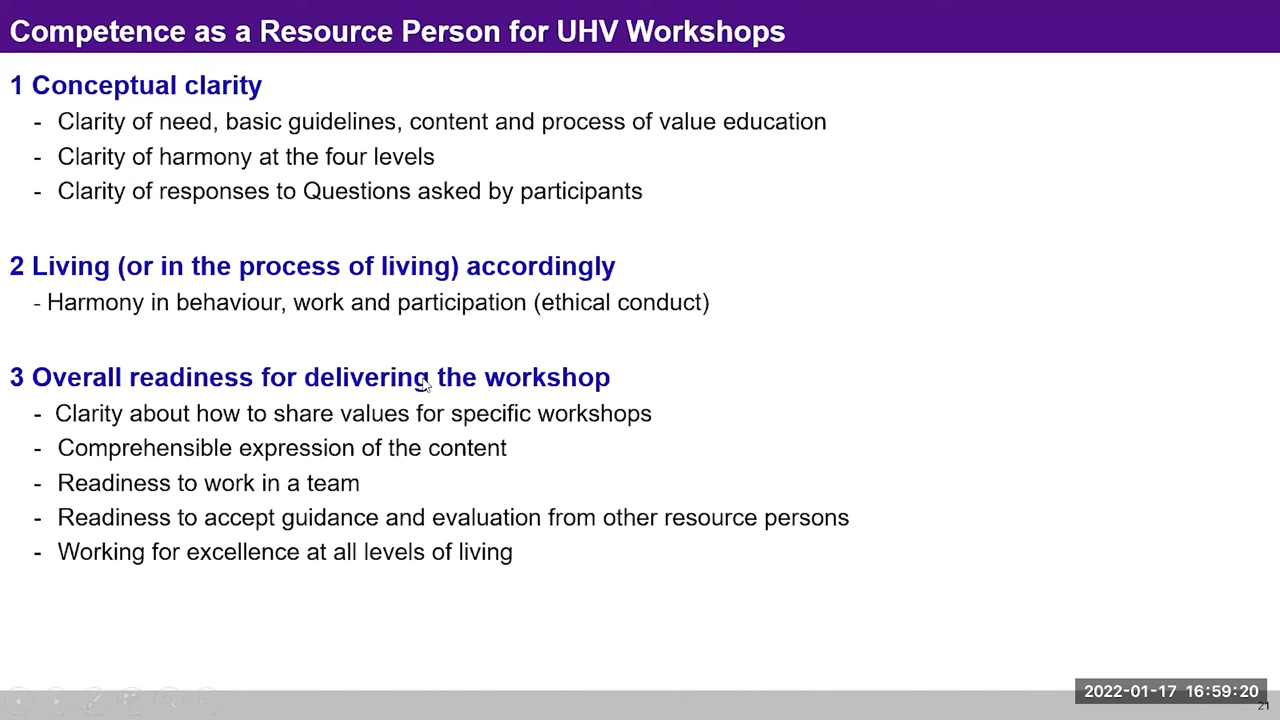 Competence as a Resource Person for UHV Workshops
1 Conceptual clarity
- Clarity of need, basic guidelines, content and process of value education
- Clarity of harmony at the four levels
- Clarity of responses to Questions asked by participants
2 Living (or in the process of living) accordingly
- Harmony in behaviour, work and participation (ethical conduct)
3 Overall readiness for delivering the workshop
- Clarity about how to share values for specific workshops
- Comprehensible expression of the content
- Readiness to work in a team
- Readiness to accept guidance and evaluation from other resource persons
- Working for excellence at all levels of living
2022-01-17 16:59:20
21